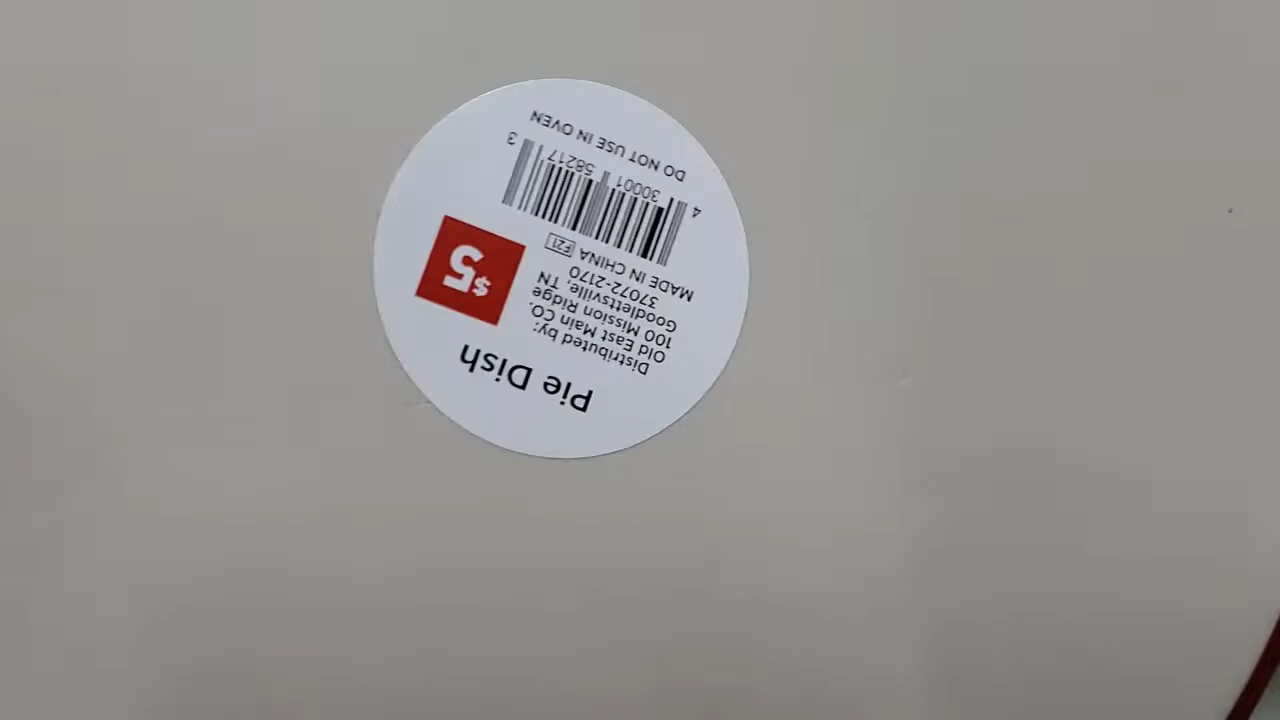 Pie Dish
Distributed by:
Old East Main CO.
100 Mission Ridge
Goodlettsville, TN
37072-2170
MADE IN CHINA F21
$5
4 30001 58217 3
DO NOT USE IN OVEN